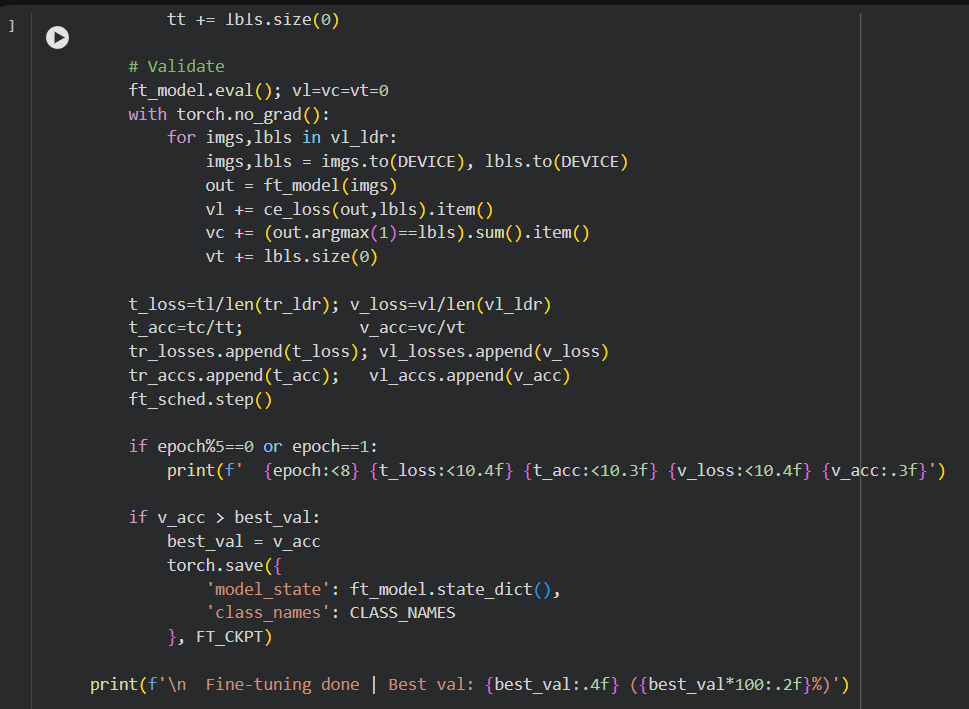 ]
            tt += lbls.size(0)

        # Validate
        ft_model.eval(); vl=vc=vt=0
        with torch.no_grad():
            for imgs,lbls in vl_ldr:
                imgs,lbls = imgs.to(DEVICE), lbls.to(DEVICE)
                out = ft_model(imgs)
                vl += ce_loss(out,lbls).item()
                vc += (out.argmax(1)==lbls).sum().item()
                vt += lbls.size(0)

        t_loss=tl/len(tr_ldr); v_loss=vl/len(vl_ldr)
        t_acc=tc/tt;            v_acc=vc/vt
        tr_losses.append(t_loss); vl_losses.append(v_loss)
        tr_accs.append(t_acc);   vl_accs.append(v_acc)
        ft_sched.step()

        if epoch%5==0 or epoch==1:
            print(f'  {epoch:<8} {t_loss:<10.4f} {t_acc:<10.3f} {v_loss:<10.4f} {v_acc:.3f}')

        if v_acc > best_val:
            best_val = v_acc
            torch.save({
                'model_state': ft_model.state_dict(),
                'class_names': CLASS_NAMES
            }, FT_CKPT)

    print(f'\n  Fine-tuning done | Best val: {best_val:.4f} ({best_val*100:.2f}%)')